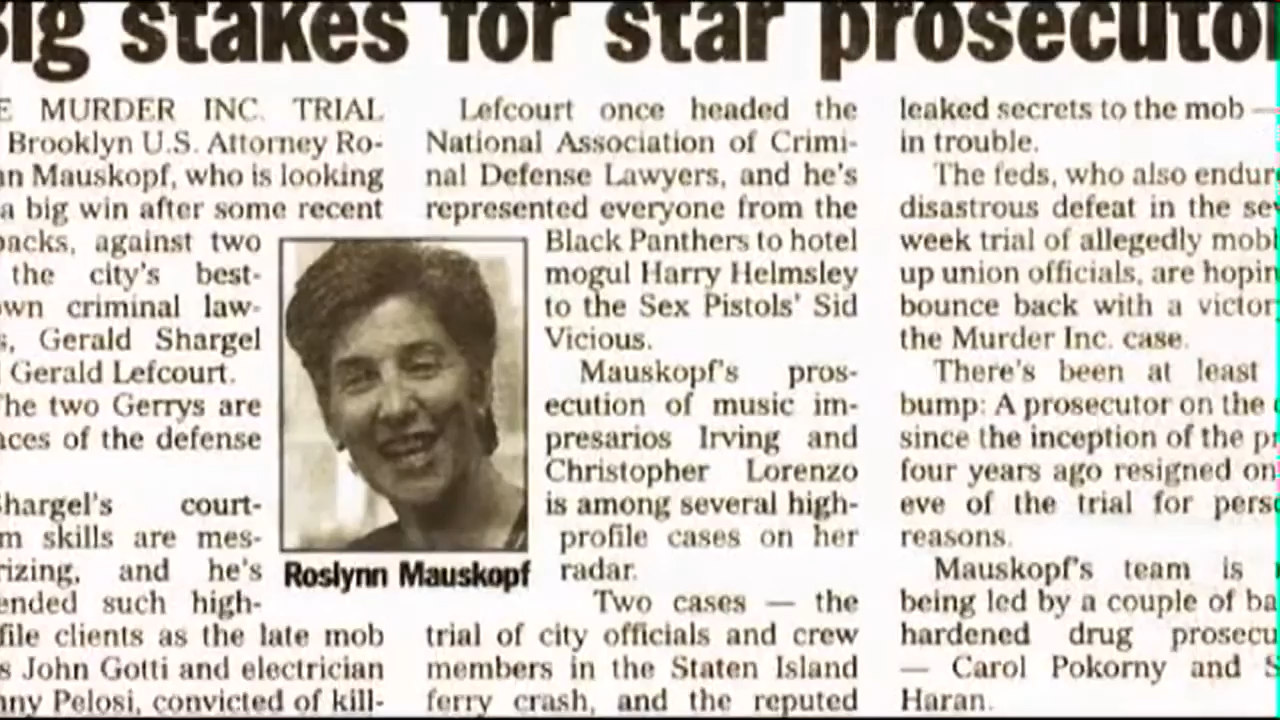 ig stakes for star prosecutor
E MURDER INC. TRIAL
Brooklyn U.S. Attorney Ro-
nn Mauskopf, who is looking
a big win after some recent
backs, against two
the city's best-
own criminal law-
s, Gerald Shargel
Gerald Lefcourt.
The two Gerrys are
aces of the defense
Shargel's court-
m skills are mes-
rizing, and he's
ended such high-
file clients as the late mob
s John Gotti and electrician
nny Pelosi, convicted of kill-
Roslynn Mauskopf
Lefcourt once headed the
National Association of Crimi-
nal Defense Lawyers, and he's
represented everyone from the
Black Panthers to hotel
mogul Harry Helmsley
to the Sex Pistols' Sid
Vicious.
Mauskopf's pros-
ecution of music im-
presarios Irving and
Christopher Lorenzo
is among several high-
profile cases on her
radar.
Two cases — the
trial of city officials and crew
members in the Staten Island
ferry crash, and the reputed
leaked secrets to the mob —
in trouble.
The feds, who also endur
disastrous defeat in the sev
week trial of allegedly mobb
up union officials, are hopin
bounce back with a victor
the Murder Inc. case.
There's been at least
bump: A prosecutor on the
since the inception of the pr
four years ago resigned on
eve of the trial for perso
reasons.
Mauskopf's team is
being led by a couple of ba
hardened drug prosecu
— Carol Pokorny and S
Haran.